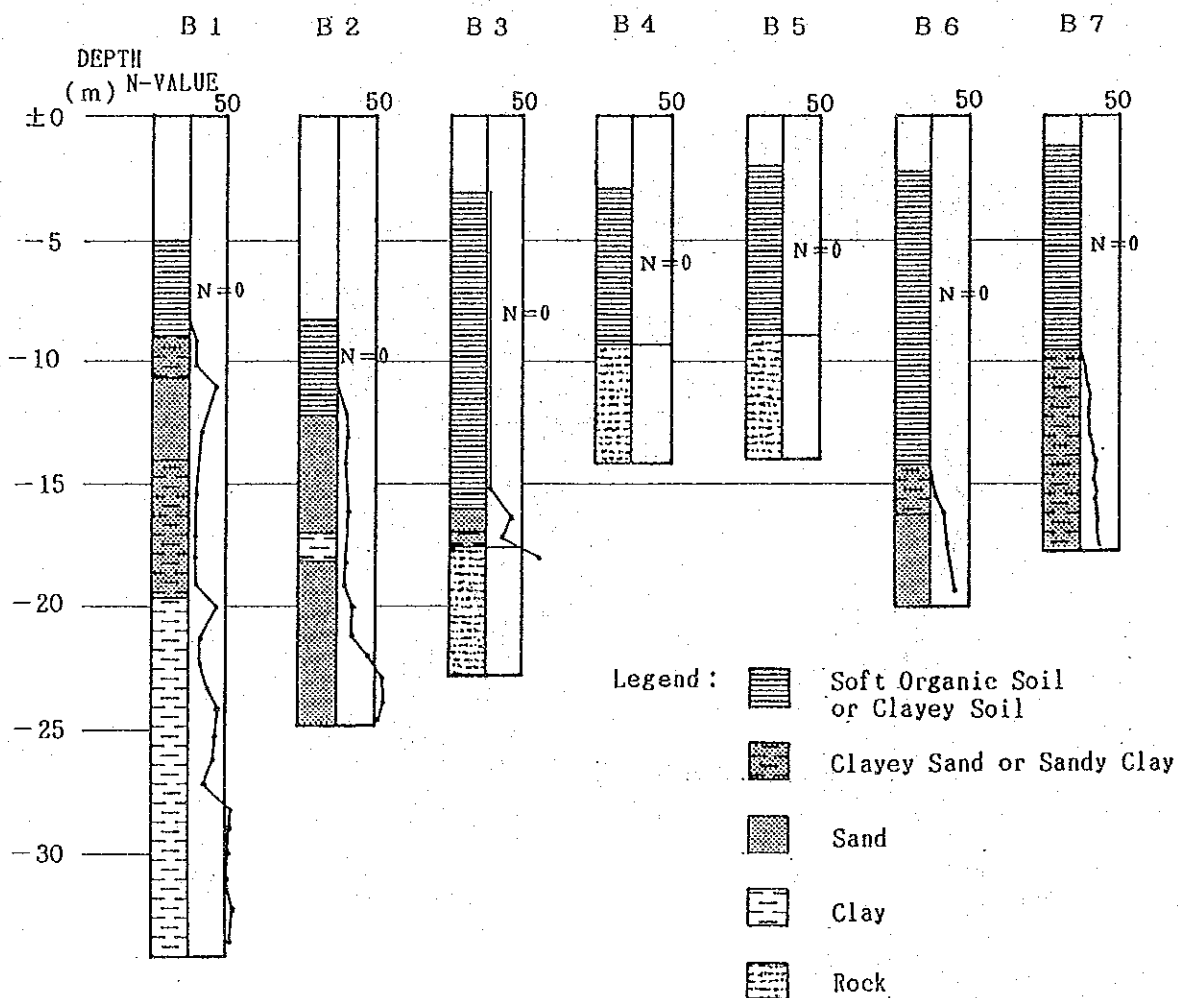 B 1 B 2 B 3 B 4 B 5 B 6 B 7
DEPTH
(m) N-VALUE
50 50 50 50 50 50 50
±0
-5
N=0 N=0
N=0
N=0 N=0
N=0
-10
N=0
-15
-20
Legend :
Soft Organic Soil
or Clayey Soil
-25
Clayey Sand or Sandy Clay
Sand
-30
Clay
Rock